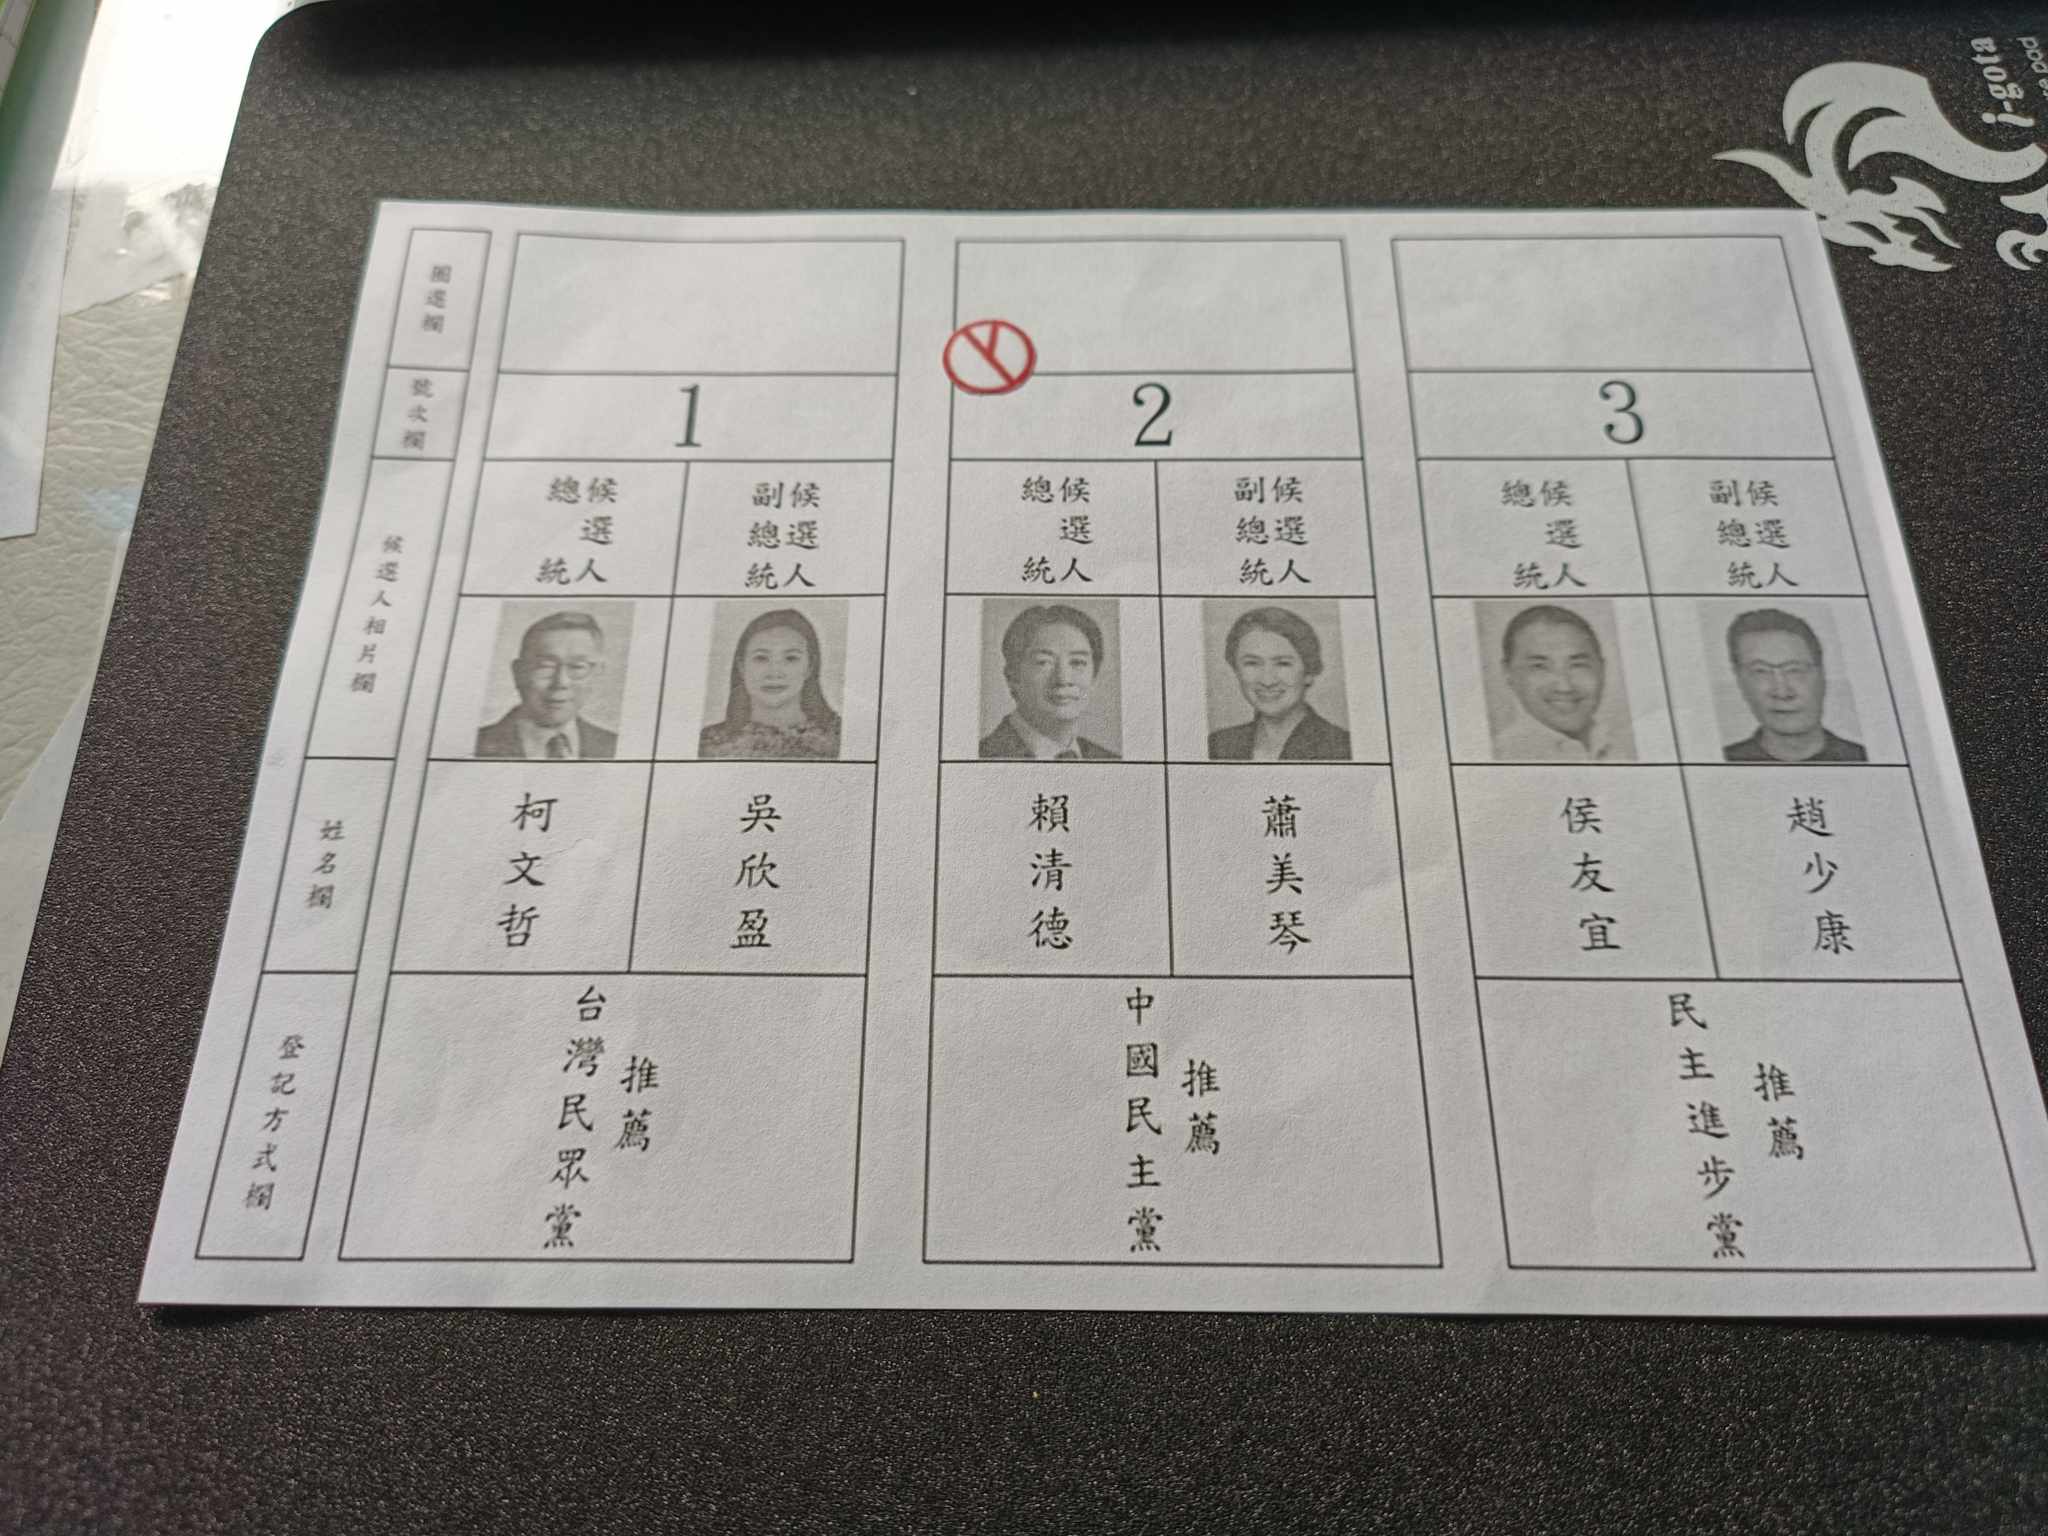 圈選欄
號次欄
候選人相片欄
姓名欄
登記方式欄
1
總統
候選人
副總統
候選人
柯文哲
吳欣盈
台灣民眾黨
推薦
2
總統
候選人
副總統
候選人
賴清德
蕭美琴
中國民主黨
推薦
3
總統
候選人
副總統
候選人
侯友宜
趙少康
民主進步黨
推薦
i-gota